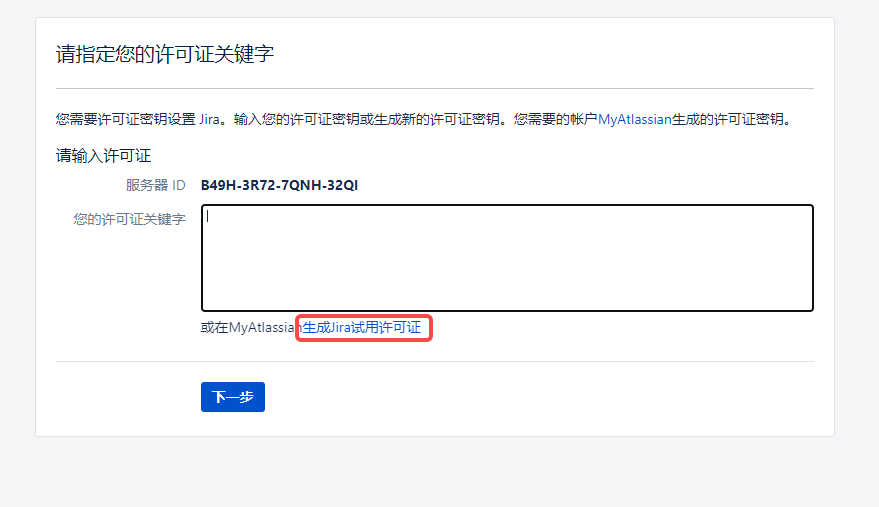 请指定您的许可证关键字
您需要许可证密钥设置 Jira。输入您的许可证密钥或生成新的许可证密钥。您需要的帐户MyAtlassian生成的许可证密钥。
请输入许可证
服务器 ID B49H-3R72-7QNH-32QI
您的许可证关键字
或在MyAtlassian生成Jira试用许可证
下一步